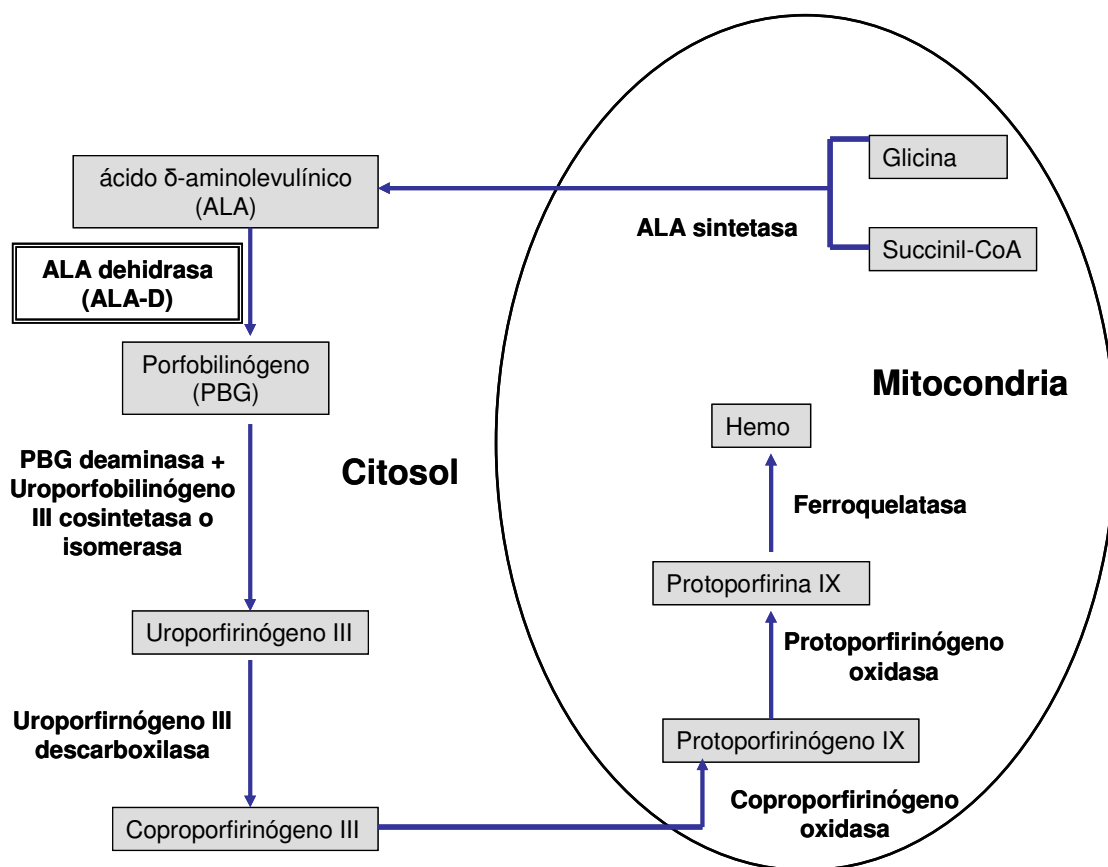 Glicina
ácido δ-aminolevulínico
(ALA)
ALA sintetasa
Succinil-CoA
ALA dehidrasa
(ALA-D)
Porfobilinógeno
(PBG)
Mitocondria
Hemo
PBG deaminasa +
Uroporfobilinógeno
III cosintetasa o
isomerasa
Citosol
Ferroquelatasa
Protoporfirina IX
Uroporfirinógeno III
Protoporfirinógeno
oxidasa
Uroporfirnógeno III
descarboxilasa
Protoporfirinógeno IX
Coproporfirinógeno
oxidasa
Coproporfirinógeno III